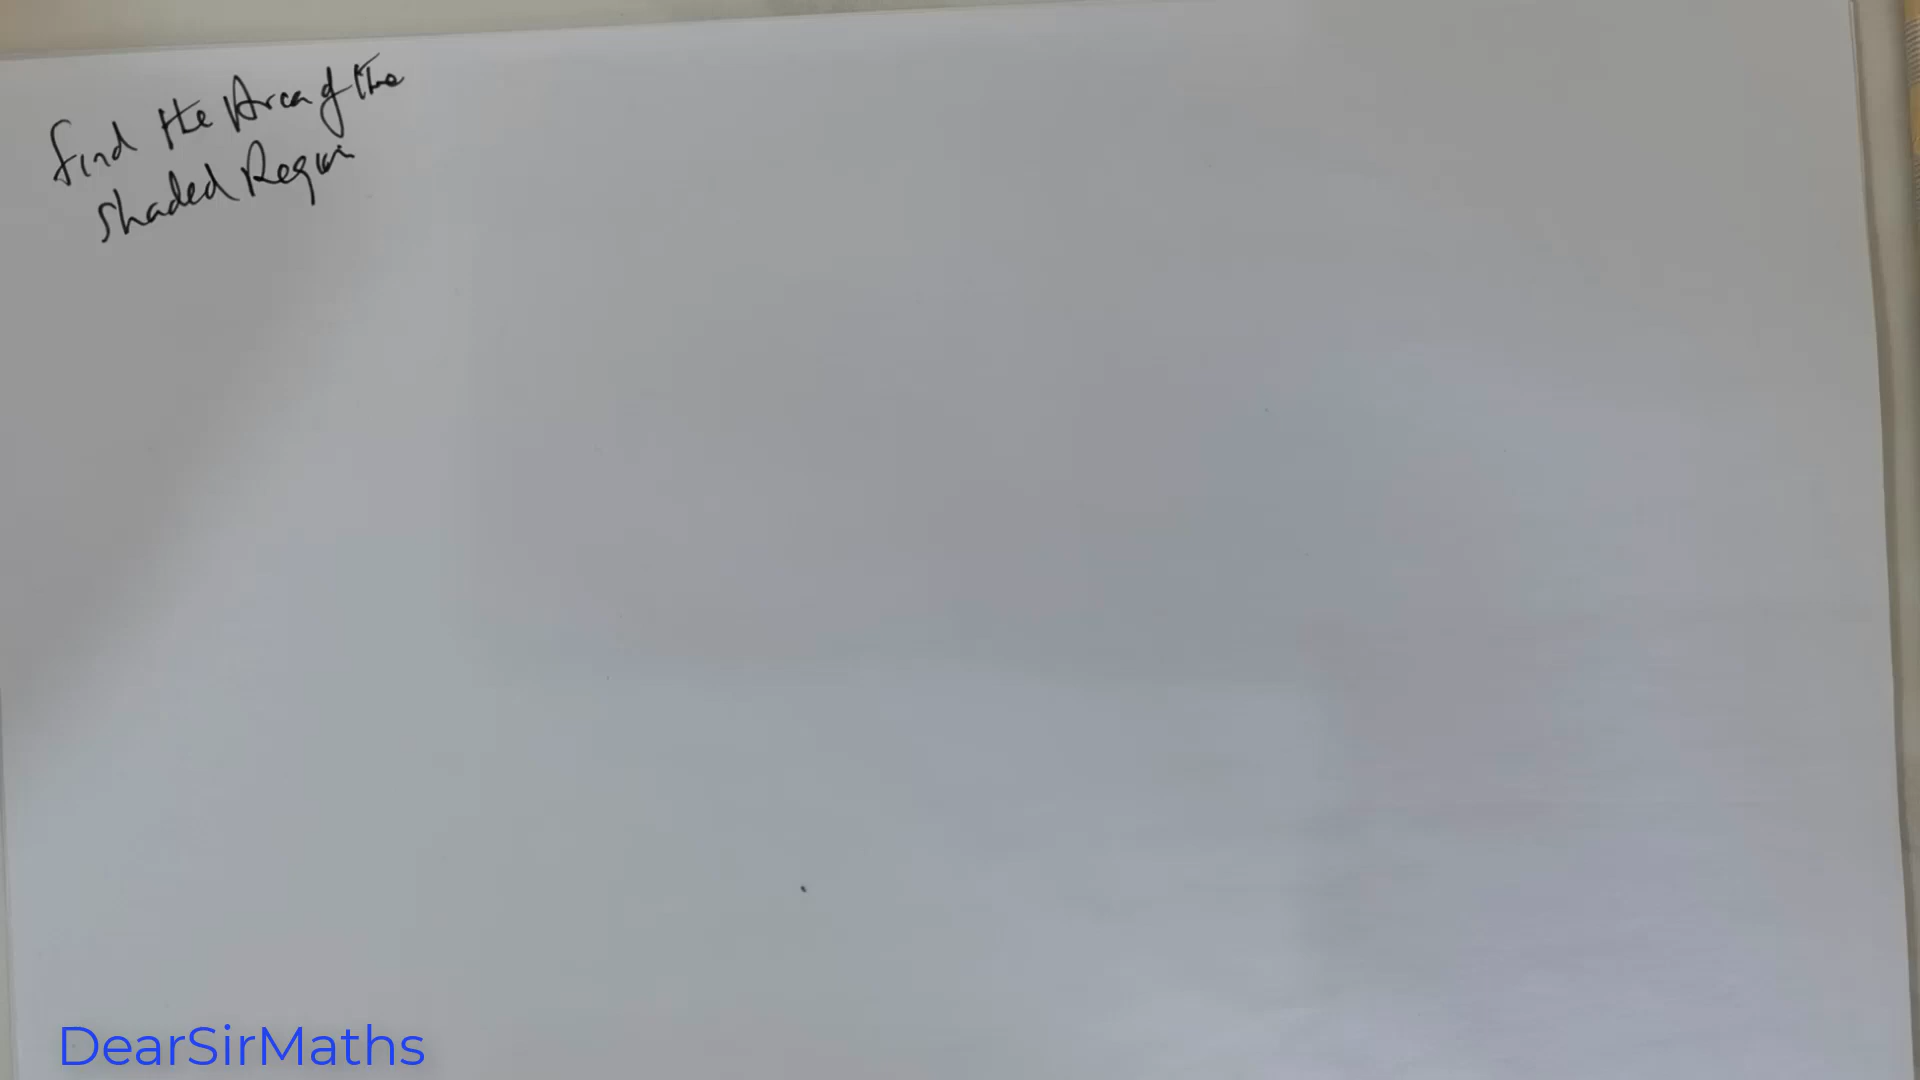 Find the Area of the
shaded Region
DearSirMaths